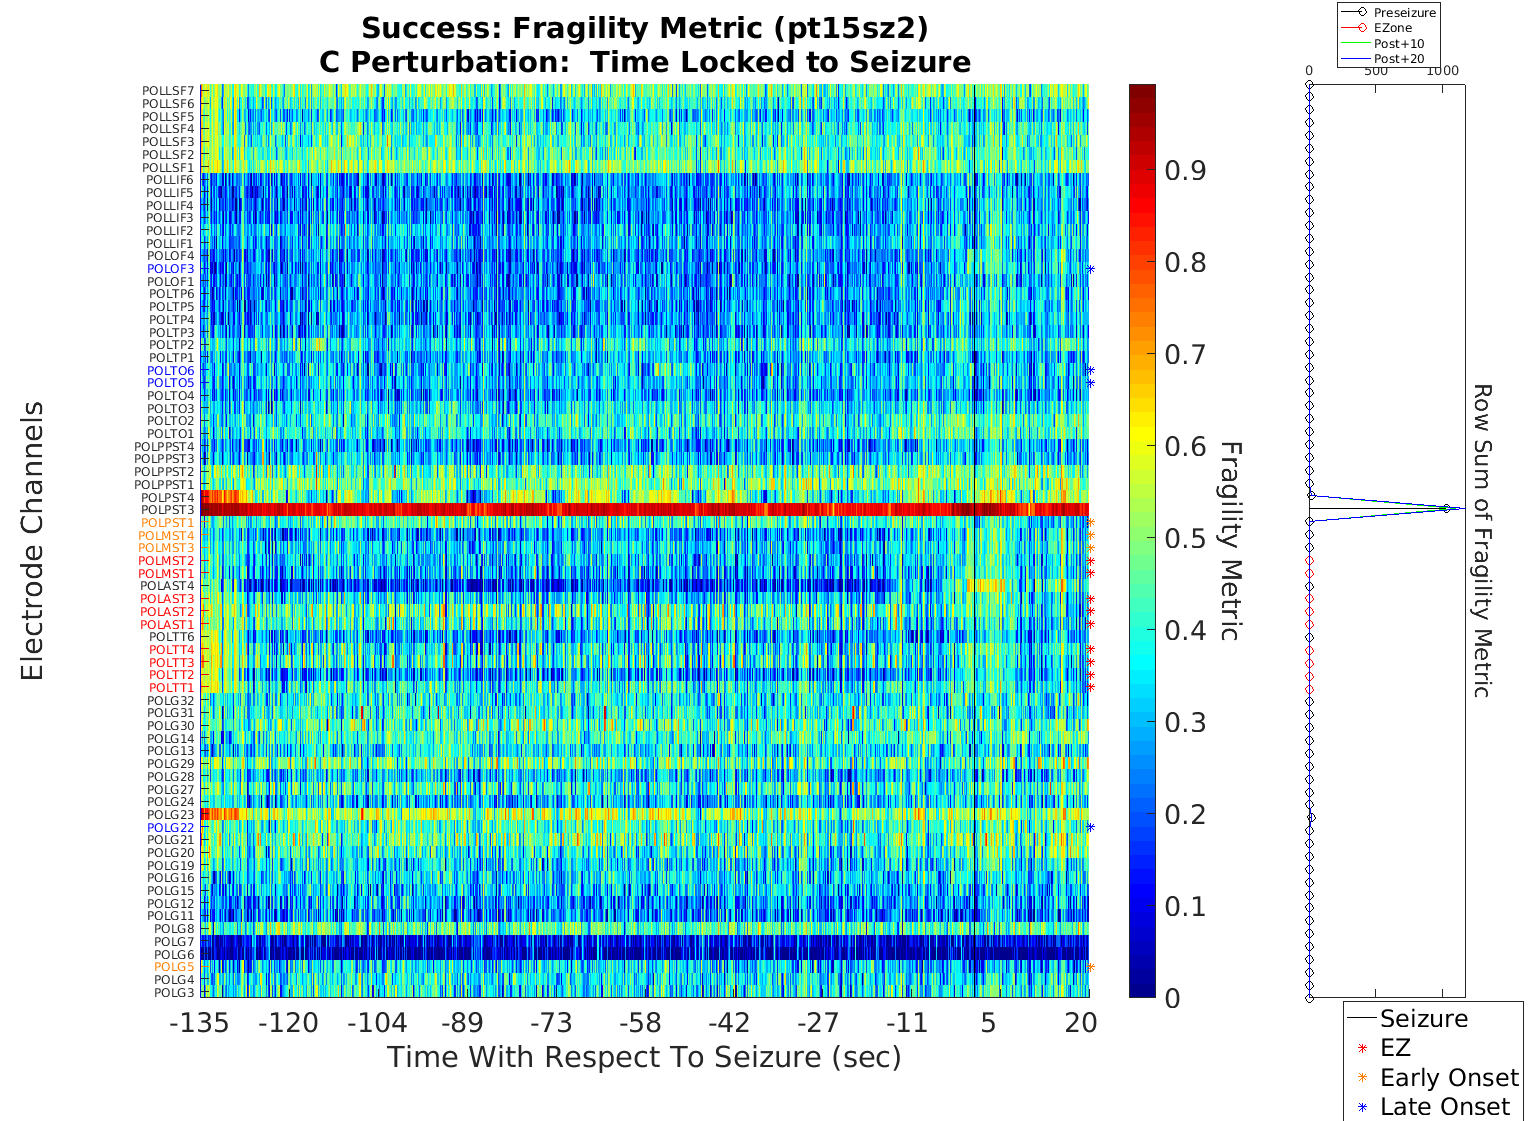 Success: Fragility Metric (pt15sz2)
C Perturbation: Time Locked to Seizure
Preseizure
EZone
Post+10
Post+20
0 500 1000
POLLSF7
POLLSF6
POLLSF5
POLLSF4
POLLSF3
POLLSF2
POLLSF1
POLLIF6
POLLIF5
POLLIF4
POLLIF3
POLLIF2
POLLIF1
POLOF4
POLOF3
POLOF1
POLTP6
POLTP5
POLTP4
POLTP3
POLTP2
POLTP1
POLTO6
POLTO5
POLTO4
POLTO3
POLTO2
POLTO1
POLPPST4
POLPPST3
POLPPST2
POLPPST1
POLPST4
POLPST3
POLPST1
POLMST4
POLMST3
POLMST2
POLMST1
POLAST4
POLAST3
POLAST2
POLAST1
POLTT6
POLTT4
POLTT3
POLTT2
POLTT1
POLG32
POLG31
POLG30
POLG14
POLG13
POLG29
POLG28
POLG27
POLG24
POLG23
POLG22
POLG21
POLG20
POLG19
POLG16
POLG15
POLG12
POLG11
POLG8
POLG7
POLG6
POLG5
POLG4
POLG3
Electrode Channels
-135 -120 -104 -89 -73 -58 -42 -27 -11 5 20
Time With Respect To Seizure (sec)
0.9
0.8
0.7
0.6
0.5
0.4
0.3
0.2
0.1
0
Fragility Metric
Row Sum of Fragility Metric
Seizure
EZ
Early Onset
Late Onset